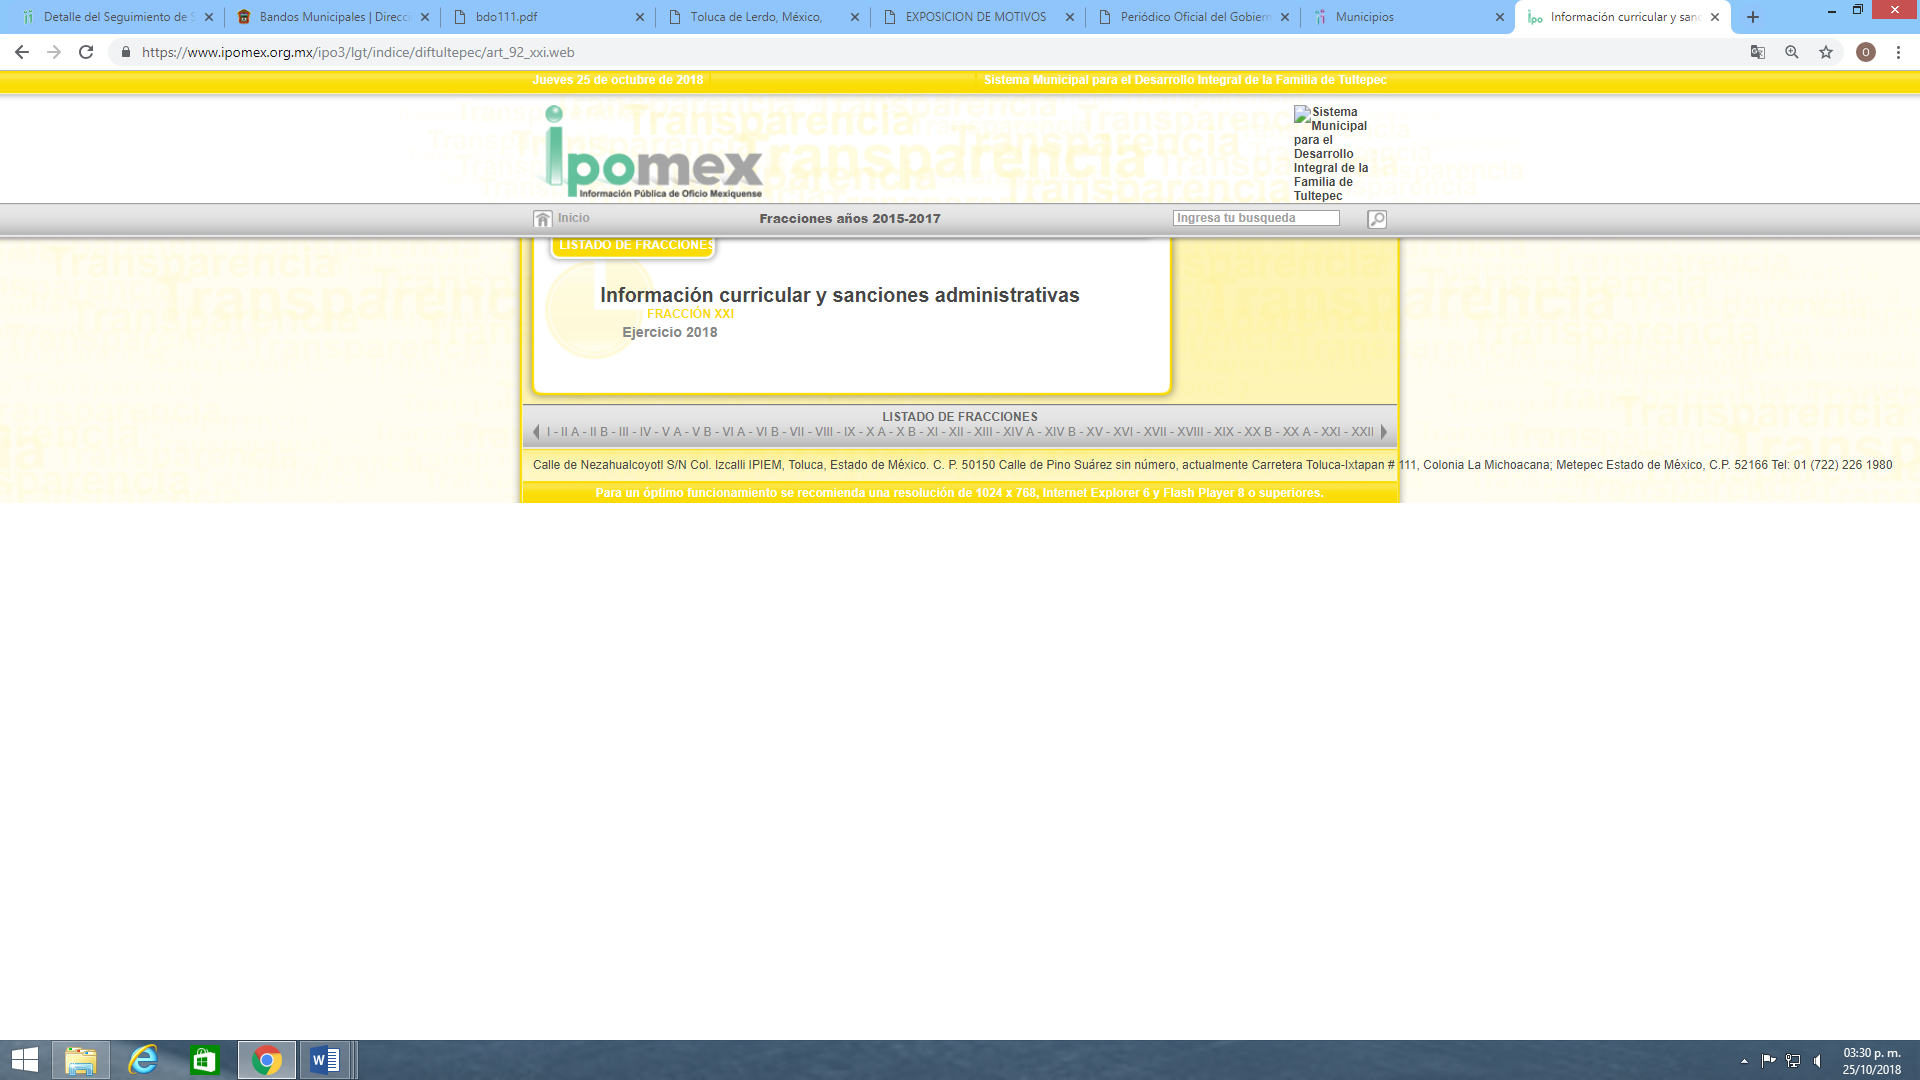 Detalle del Seguimiento de S
Bandos Municipales | Direcci
bdo111.pdf
Toluca de Lerdo, México,
EXPOSICION DE MOTIVOS
Periódico Oficial del Gobiern
Municipios
Información curricular y sanc
https://www.ipomex.org.mx/ipo3/lgt/indice/diftultepec/art_92_xxi.web
O
Jueves 25 de octubre de 2018
Sistema Municipal para el Desarrollo Integral de la Familia de Tultepec
ipomex
Información Pública de Oficio Mexiquense
Transparencia
Sistema
Municipal
para el
Desarrollo
Integral de la
Familia de
Tultepec
Inicio
Fracciones años 2015-2017
Ingresa tu busqueda
LISTADO DE FRACCIONES
Información curricular y sanciones administrativas
FRACCIÓN XXI
Ejercicio 2018
LISTADO DE FRACCIONES
I - II A - II B - III - IV - V A - V B - VI A - VI B - VII - VIII - IX - X A - X B - XI - XII - XIII - XIV A - XIV B - XV - XVI - XVII - XVIII - XIX - XX B - XX A - XXI - XXII
Calle de Nezahualcoyotl S/N Col. Izcalli IPIEM, Toluca, Estado de México. C. P. 50150 Calle de Pino Suárez sin número, actualmente Carretera Toluca-Ixtapan # 111, Colonia La Michoacana; Metepec Estado de México, C.P. 52166 Tel: 01 (722) 226 1980
Para un óptimo funcionamiento se recomienda una resolución de 1024 x 768, Internet Explorer 6 y Flash Player 8 o superiores.
03:30 p. m.
25/10/2018